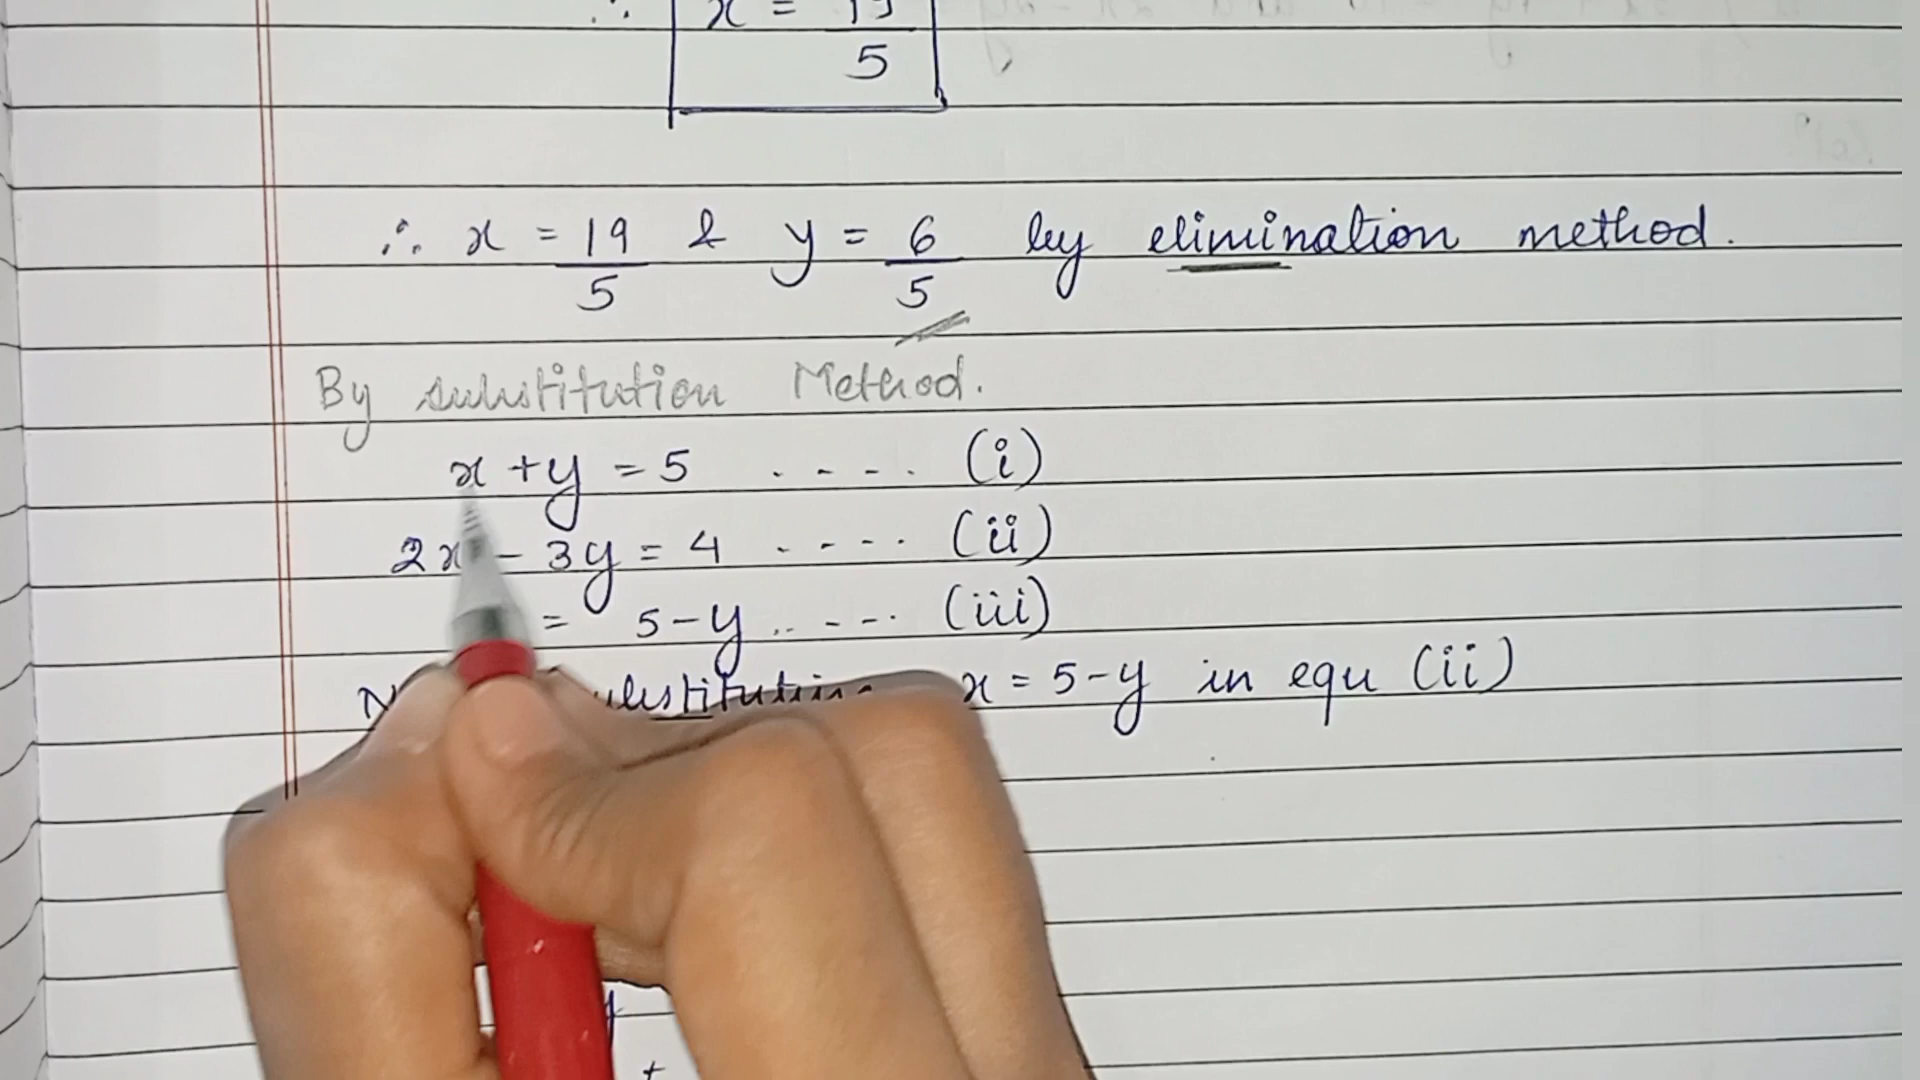 ∴ x = 19/5
∴ x = 19/5 & y = 6/5 by elimination method.
By substitution Method.
x + y = 5 .... (i)
2x - 3y = 4 .... (ii)
= 5 - y ..... (iii)
x = 5 - y in equ (ii)